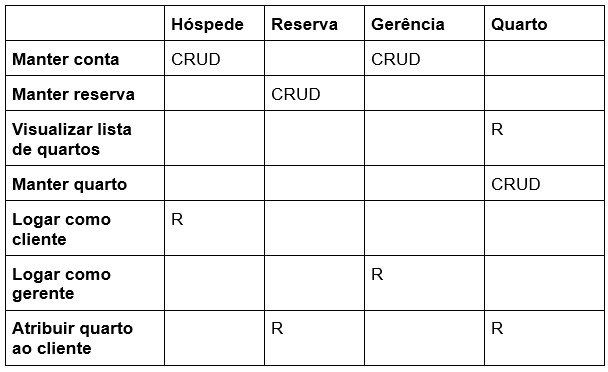 Hóspede Reserva Gerência Quarto
Manter conta CRUD CRUD
Manter reserva CRUD
Visualizar lista
de quartos R
Manter quarto CRUD
Logar como
cliente R
Logar como
gerente R
Atribuir quarto
ao cliente R R